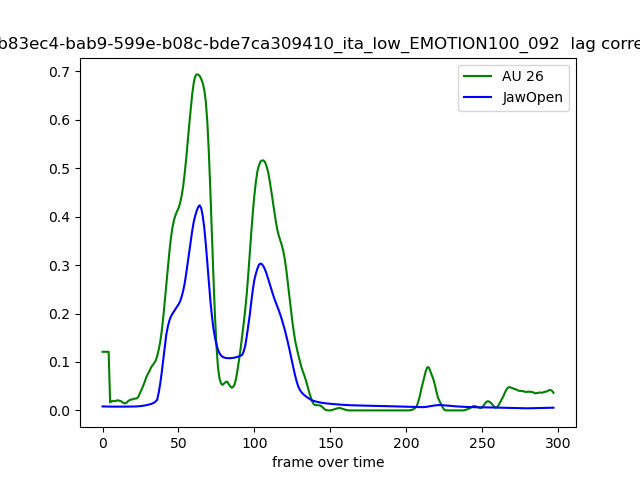 b83ec4-bab9-599e-b08c-bde7ca309410_ita_low_EMOTION100_092 lag corre
AU 26
JawOpen
0.7
0.6
0.5
0.4
0.3
0.2
0.1
0.0
0 50 100 150 200 250 300
frame over time